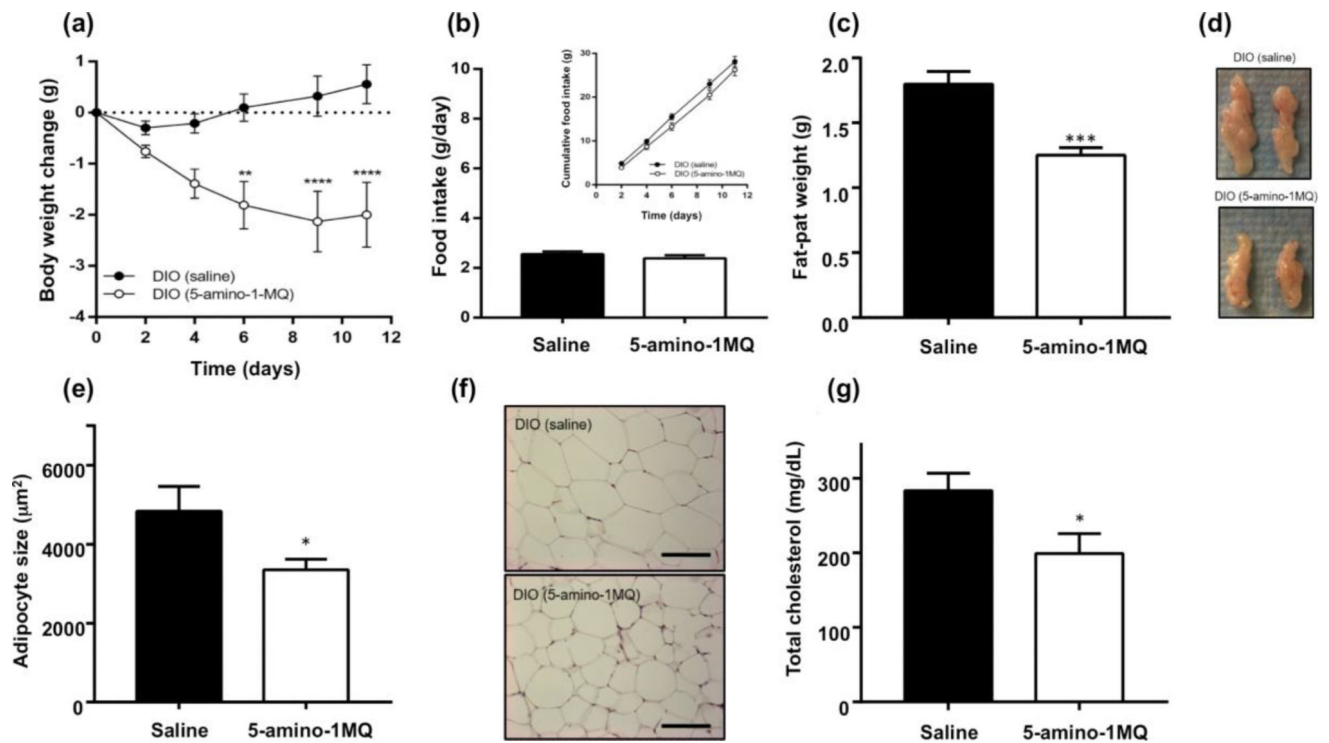 (a)
Body weight change (g)
1
0
-1
-2
-3
-4
**
****
****
DIO (saline)
DIO (5-amino-1-MQ)
0 2 4 6 8 10 12
Time (days)
(b)
Food intake (g/day)
10
8
6
4
2
0
Cumulative food intake (g)
30
20
10
0
DIO (saline)
DIO (5-amino-1MQ)
0 2 4 6 8 10 12
Time (days)
Saline 5-amino-1MQ
(c)
Fat-pat weight (g)
2.0
1.5
1.0
0.5
0.0
***
Saline 5-amino-1MQ
(d)
DIO (saline)
DIO (5-amino-1MQ)
(e)
Adipocyte size (μm²)
6000
4000
2000
0
*
Saline 5-amino-1MQ
(f)
DIO (saline)
DIO (5-amino-1MQ)
(g)
Total cholesterol (mg/dL)
300
200
100
0
*
Saline 5-amino-1MQ